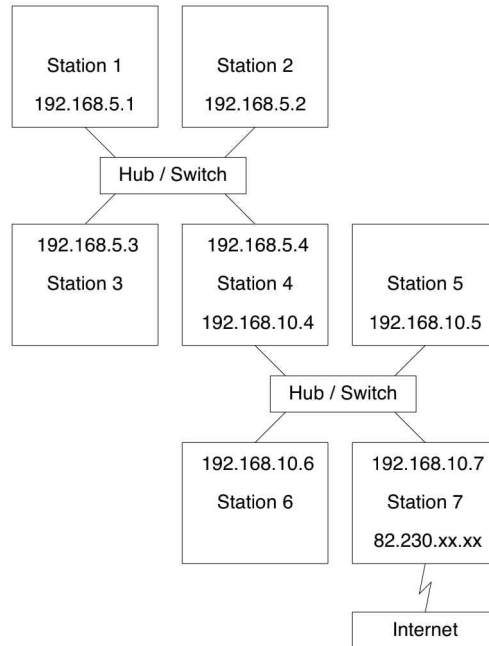 Station 1
192.168.5.1
Station 2
192.168.5.2
Hub / Switch
192.168.5.3
Station 3
192.168.5.4
Station 4
192.168.10.4
Station 5
192.168.10.5
Hub / Switch
192.168.10.6
Station 6
192.168.10.7
Station 7
82.230.xx.xx
Internet